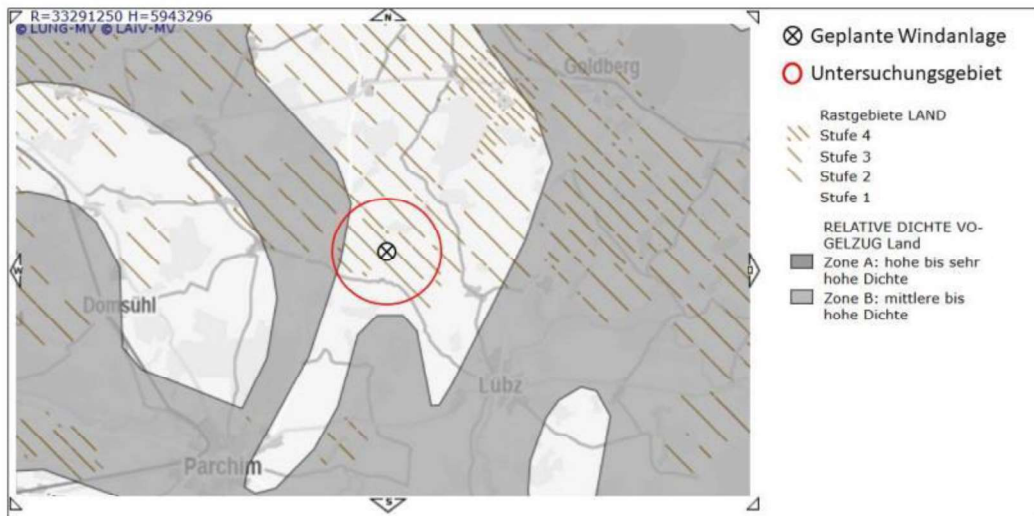 R=33291250 H=5943296
© LUNG-MV © LAIV-MV
N
Goldberg
W
O
Domsühl
Lübz
Parchim
S
Geplante Windanlage
Untersuchungsgebiet
Rastgebiete LAND
Stufe 4
Stufe 3
Stufe 2
Stufe 1
RELATIVE DICHTE VO-
GELZUG Land
Zone A: hohe bis sehr
hohe Dichte
Zone B: mittlere bis
hohe Dichte